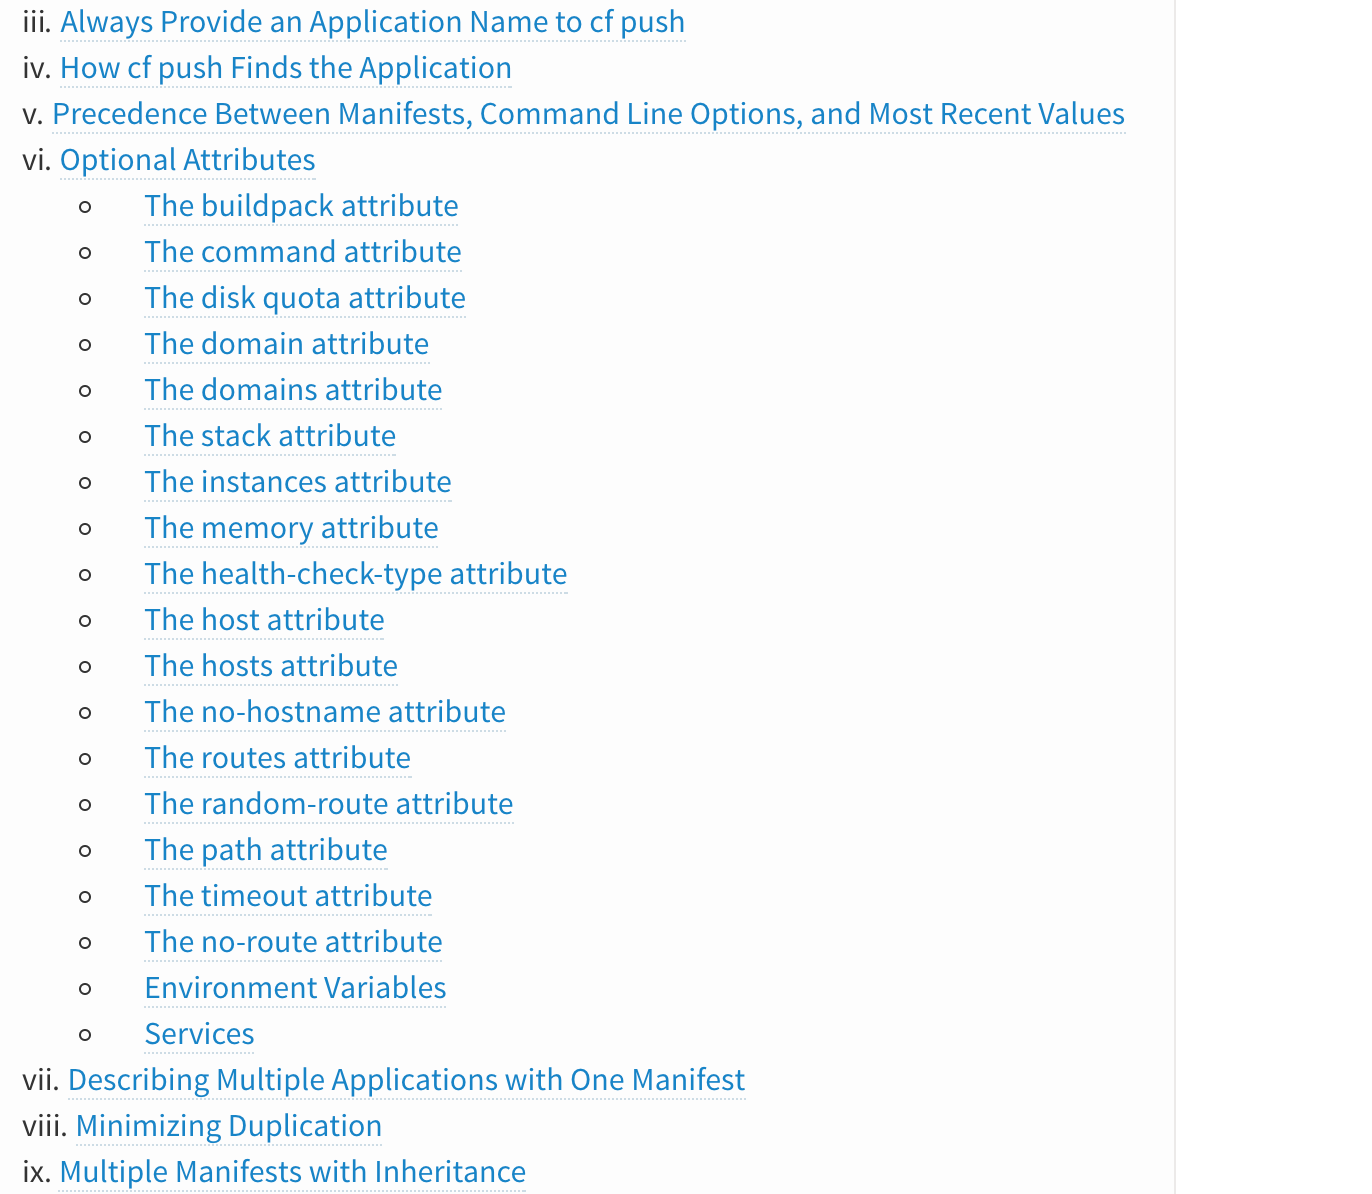 iii. Always Provide an Application Name to cf push
iv. How cf push Finds the Application
v. Precedence Between Manifests, Command Line Options, and Most Recent Values
vi. Optional Attributes
The buildpack attribute
The command attribute
The disk quota attribute
The domain attribute
The domains attribute
The stack attribute
The instances attribute
The memory attribute
The health-check-type attribute
The host attribute
The hosts attribute
The no-hostname attribute
The routes attribute
The random-route attribute
The path attribute
The timeout attribute
The no-route attribute
Environment Variables
Services
vii. Describing Multiple Applications with One Manifest
viii. Minimizing Duplication
ix. Multiple Manifests with Inheritance